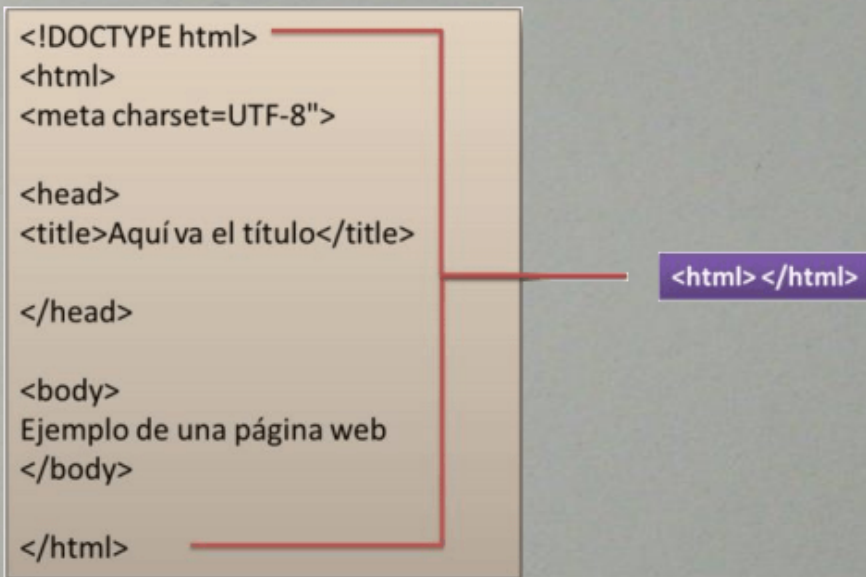 <!DOCTYPE html>
<html>
<meta charset=UTF-8">
<head>
<title>Aquí va el título</title>
</head>
<body>
Ejemplo de una página web
</body>
</html>
<html> </html>